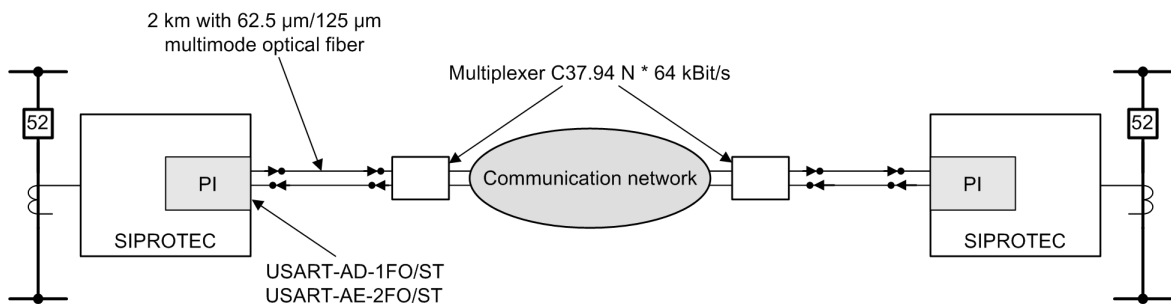 2 km with 62.5 µm/125 µm
multimode optical fiber
Multiplexer C37.94 N * 64 kBit/s
52
52
PI
Communication network
PI
SIPROTEC
SIPROTEC
USART-AD-1FO/ST
USART-AE-2FO/ST